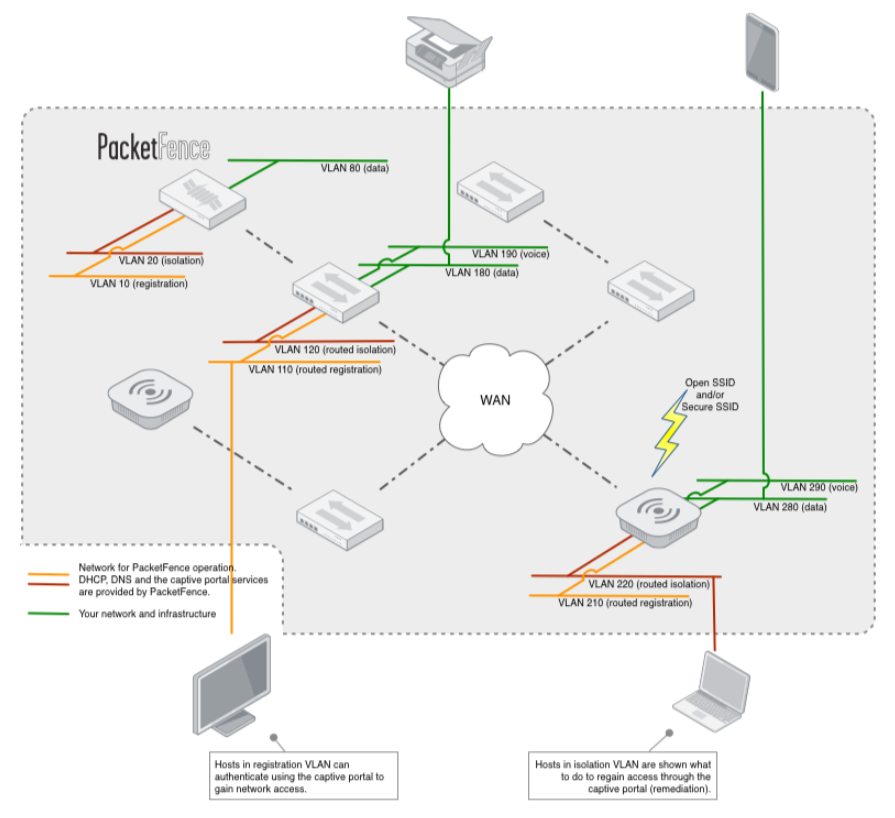 PacketFence
VLAN 80 (data)
VLAN 20 (isolation)
VLAN 10 (registration)
VLAN 190 (voice)
VLAN 180 (data)
VLAN 120 (routed isolation)
VLAN 110 (routed registration)
WAN
Open SSID
and/or
Secure SSID
VLAN 290 (voice)
VLAN 280 (data)
VLAN 220 (routed isolation)
VLAN 210 (routed registration)
Network for PacketFence operation.
DHCP, DNS and the captive portal services
are provided by PacketFence.
Your network and infrastructure
Hosts in registration VLAN can
authenticate using the captive portal to
gain network access.
Hosts in isolation VLAN are shown what
to do to regain access through the
captive portal (remediation).